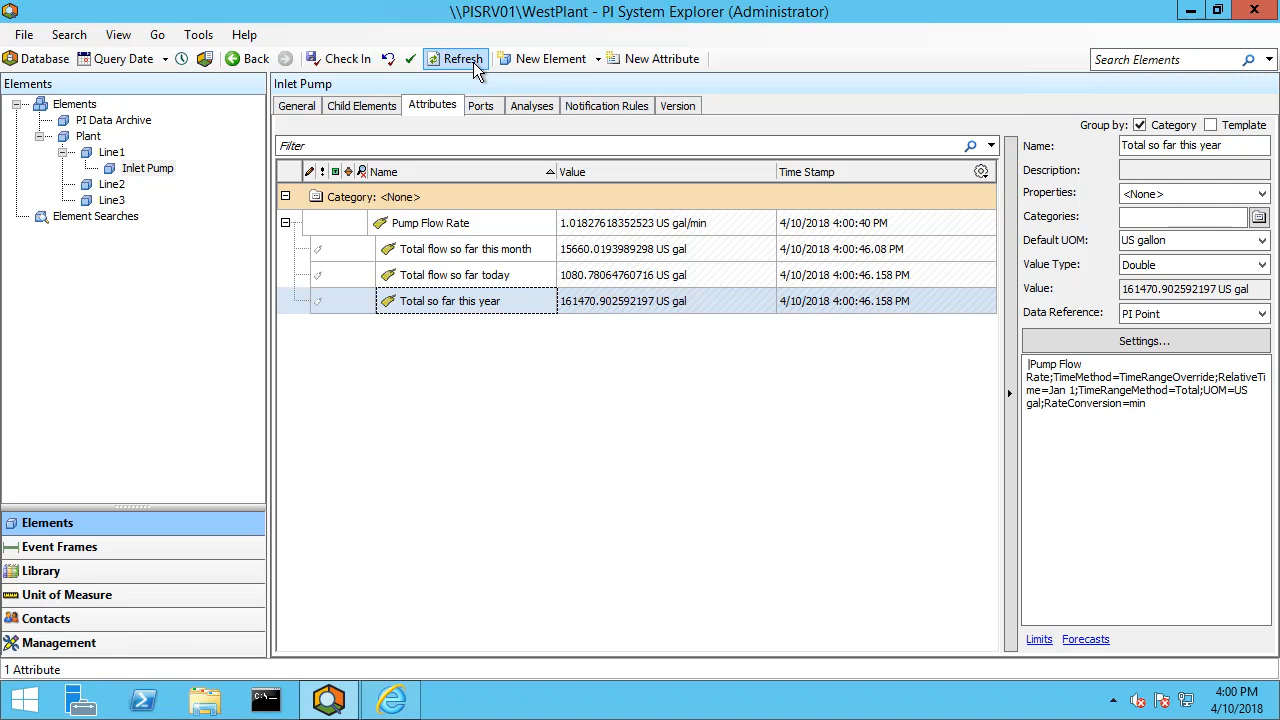 \\PISRV01\WestPlant - PI System Explorer (Administrator)
File Search View Go Tools Help
Database Query Date Back Check In Refresh New Element New Attribute Search Elements
Elements
Elements
PI Data Archive
Plant
Line1
Inlet Pump
Line2
Line3
Element Searches
Elements
Event Frames
Library
Unit of Measure
Contacts
Management
Inlet Pump
General Child Elements Attributes Ports Analyses Notification Rules Version
Group by: Category Template
Filter
Name Value Time Stamp
Category: <None>
Pump Flow Rate 1.01827618352523 US gal/min 4/10/2018 4:00:40 PM
Total flow so far this month 15660.0193989298 US gal 4/10/2018 4:00:46.08 PM
Total flow so far today 1080.78064760716 US gal 4/10/2018 4:00:46.158 PM
Total so far this year 161470.902592197 US gal 4/10/2018 4:00:46.158 PM
Name: Total so far this year
Description:
Properties: <None>
Categories:
Default UOM: US gallon
Value Type: Double
Value: 161470.902592197 US gal
Data Reference: PI Point
Settings...
|Pump Flow
Rate;TimeMethod=TimeRangeOverride;RelativeTi
me=Jan 1;TimeRangeMethod=Total;UOM=US
gal;RateConversion=min
Limits Forecasts
1 Attribute
4:00 PM
4/10/2018